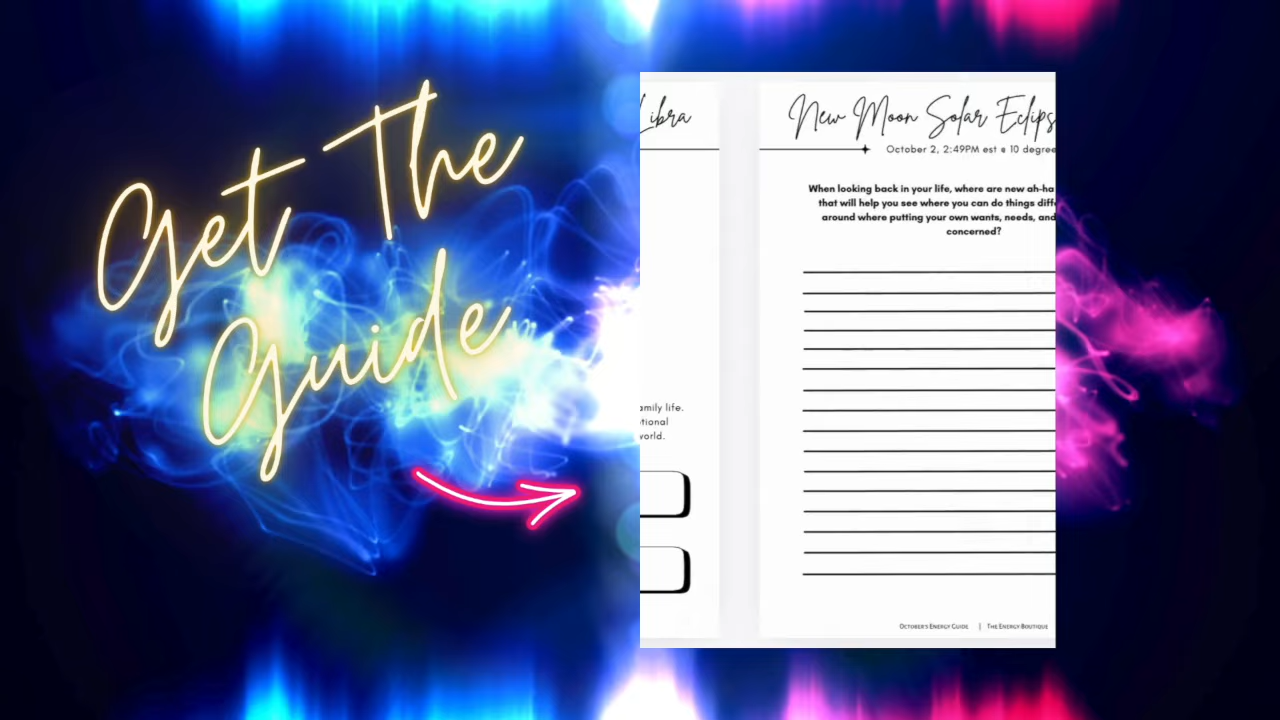 Get The
Guide
Libra
amily life.
otional
world.
New Moon Solar Eclips
October 2, 2:49PM est @ 10 degree
When looking back in your life, where are new ah-ha
that will help you see where you can do things diff
around where putting your own wants, needs, and
concerned?
October's Energy Guide | The Energy Boutique